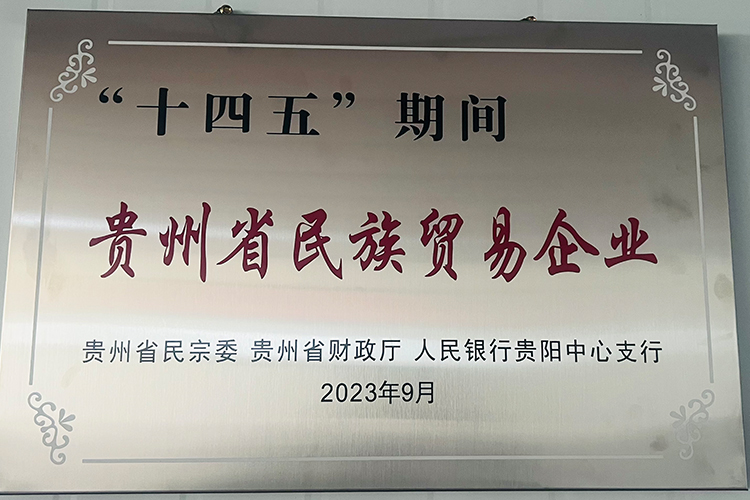 “十四五”期间
贵州省民族贸易企业
贵州省民宗委 贵州省财政厅 人民银行贵阳中心支行
2023年9月